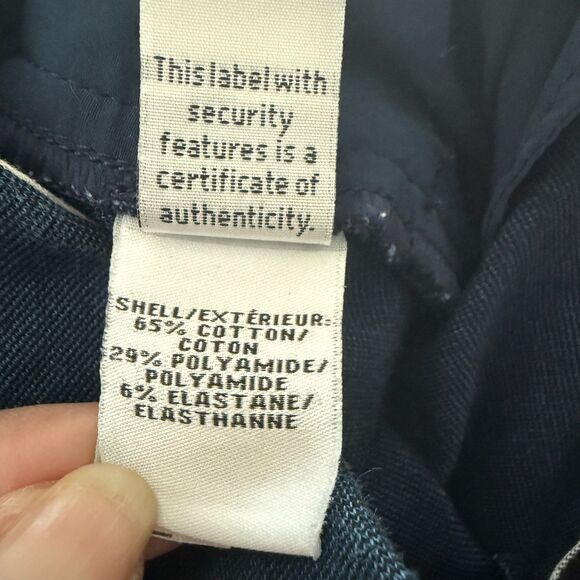 This label with
security
features is a
certificate of
authenticity.
SHELL/EXTÉRIEUR:
65% COTTON/
COTON
29% POLYAMIDE/
POLYAMIDE
6% ELASTANE/
ELASTHANNE